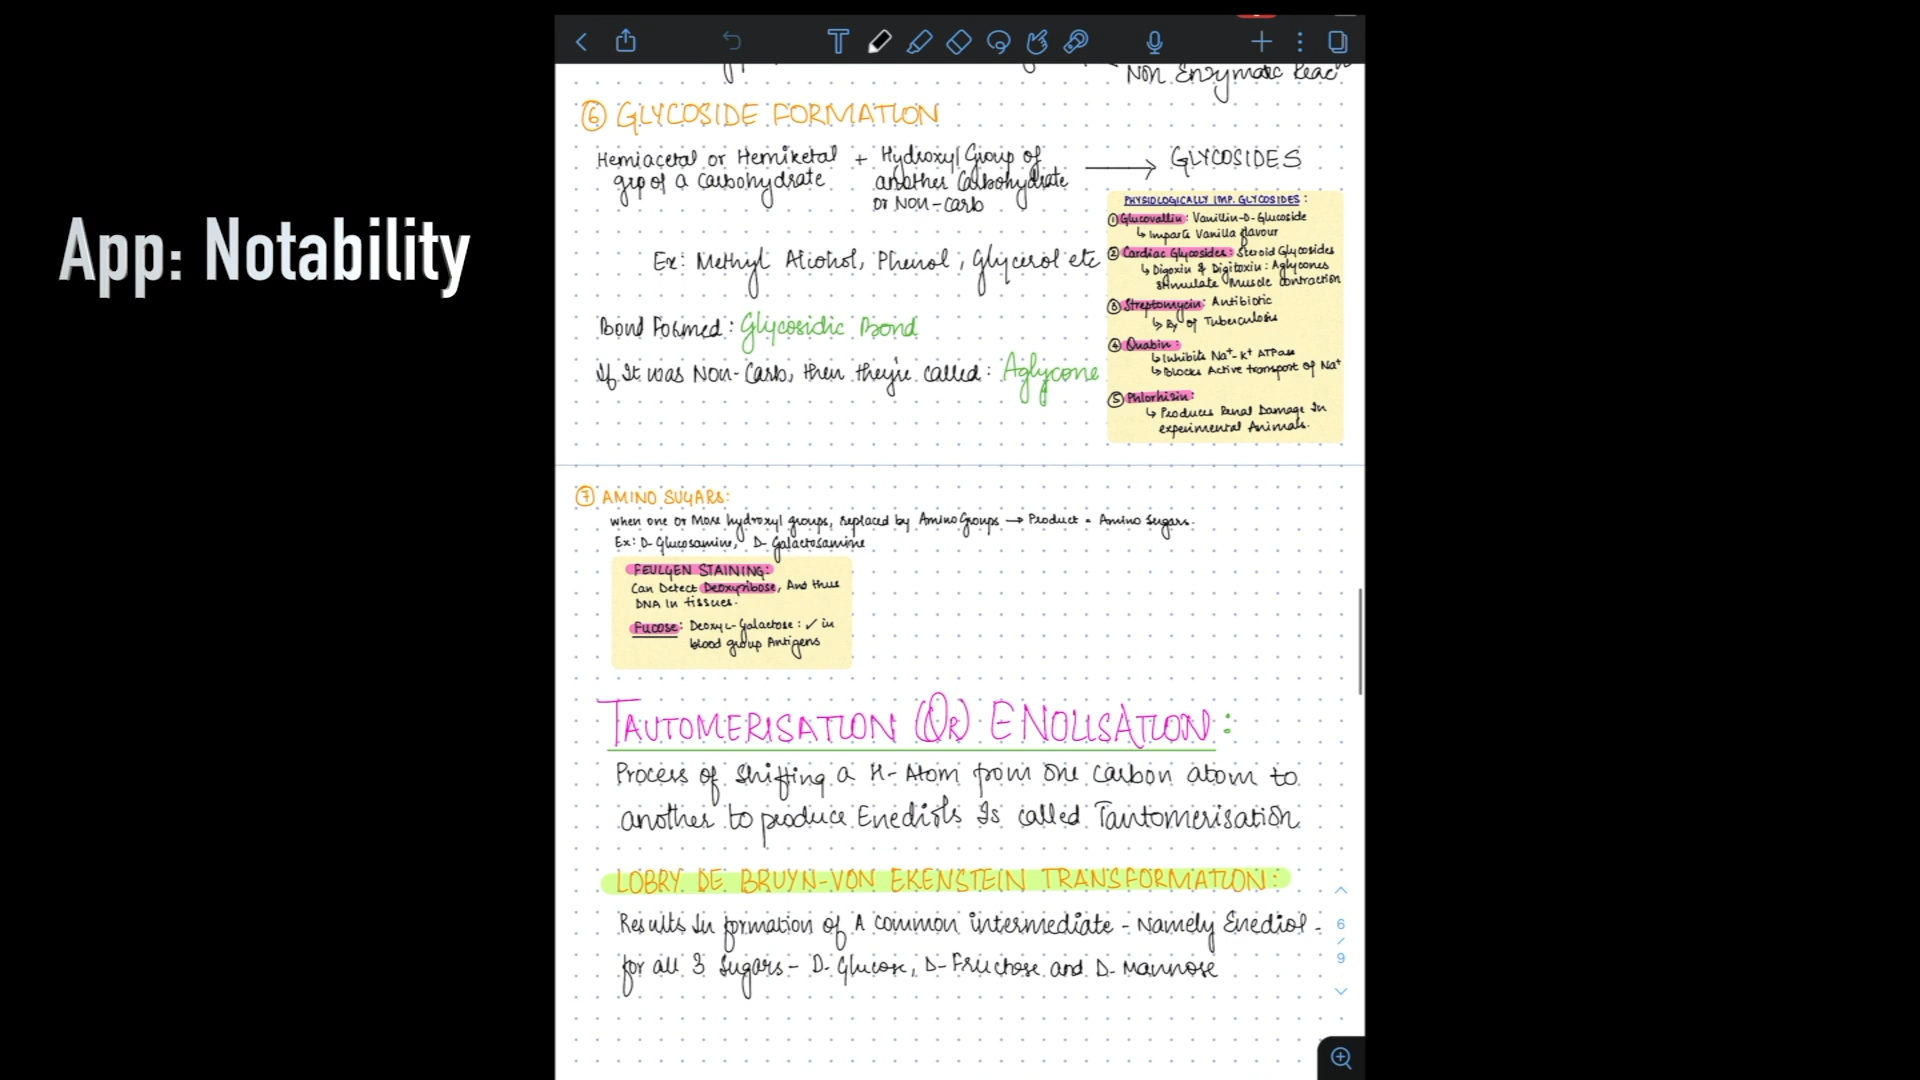 App: Notability
Non Enzymatic Reac
⑥ GLYCOSIDE FORMATION
Hemiacetal or Hemiketal + Hydroxyl Group of → GLYCOSIDES
grp of a carbohydrate another Carbohydrate
or Non-carb
Ex: Methyl Alcohol, Phenol, Glycerol etc
Bond Formed: Glycosidic Bond
If It was Non-Carb, then they're called: Aglycone
PHYSIOLOGICALLY IMP. GLYCOSIDES:
① Glucovallin: Vanillin-D-Glucoside
↳ Imparts Vanilla flavour
② Cardiac Glycosides: Steroid Glycosides
↳ Digoxin & Digitoxin: Aglycones
stimulate Muscle contraction
③ Streptomycin: Antibiotic
↳ Rx of Tuberculosis
④ Ouabin:
↳ Inhibits Na⁺-K⁺ ATPase
↳ Blocks Active transport of Na⁺
⑤ Phlorhizin:
↳ Produces Renal Damage In
experimental Animals.
⑦ AMINO SUGARS:
When one or More hydroxyl groups, replaced by Amino Groups → Product = Amino Sugars.
Ex: D-Glucosamine, D-Galactosamine
FEULGEN STAINING:
Can Detect Deoxyribose, And thus
DNA In tissues.
Fucose: Deoxy L-Galactose: ✓ in
blood group Antigens
TAUTOMERISATION (Or) ENOLISATION:
Process of Shifting a H-Atom from one carbon atom to
another to produce Enediols Is called Tautomerisation
LOBRY DE BRUYN-VON EKENSTEIN TRANSFORMATION:
Results In formation of A common intermediate - Namely Enediol -
for all 3 Sugars - D-Glucose, D-Fructose and D-Mannose
6
/
9